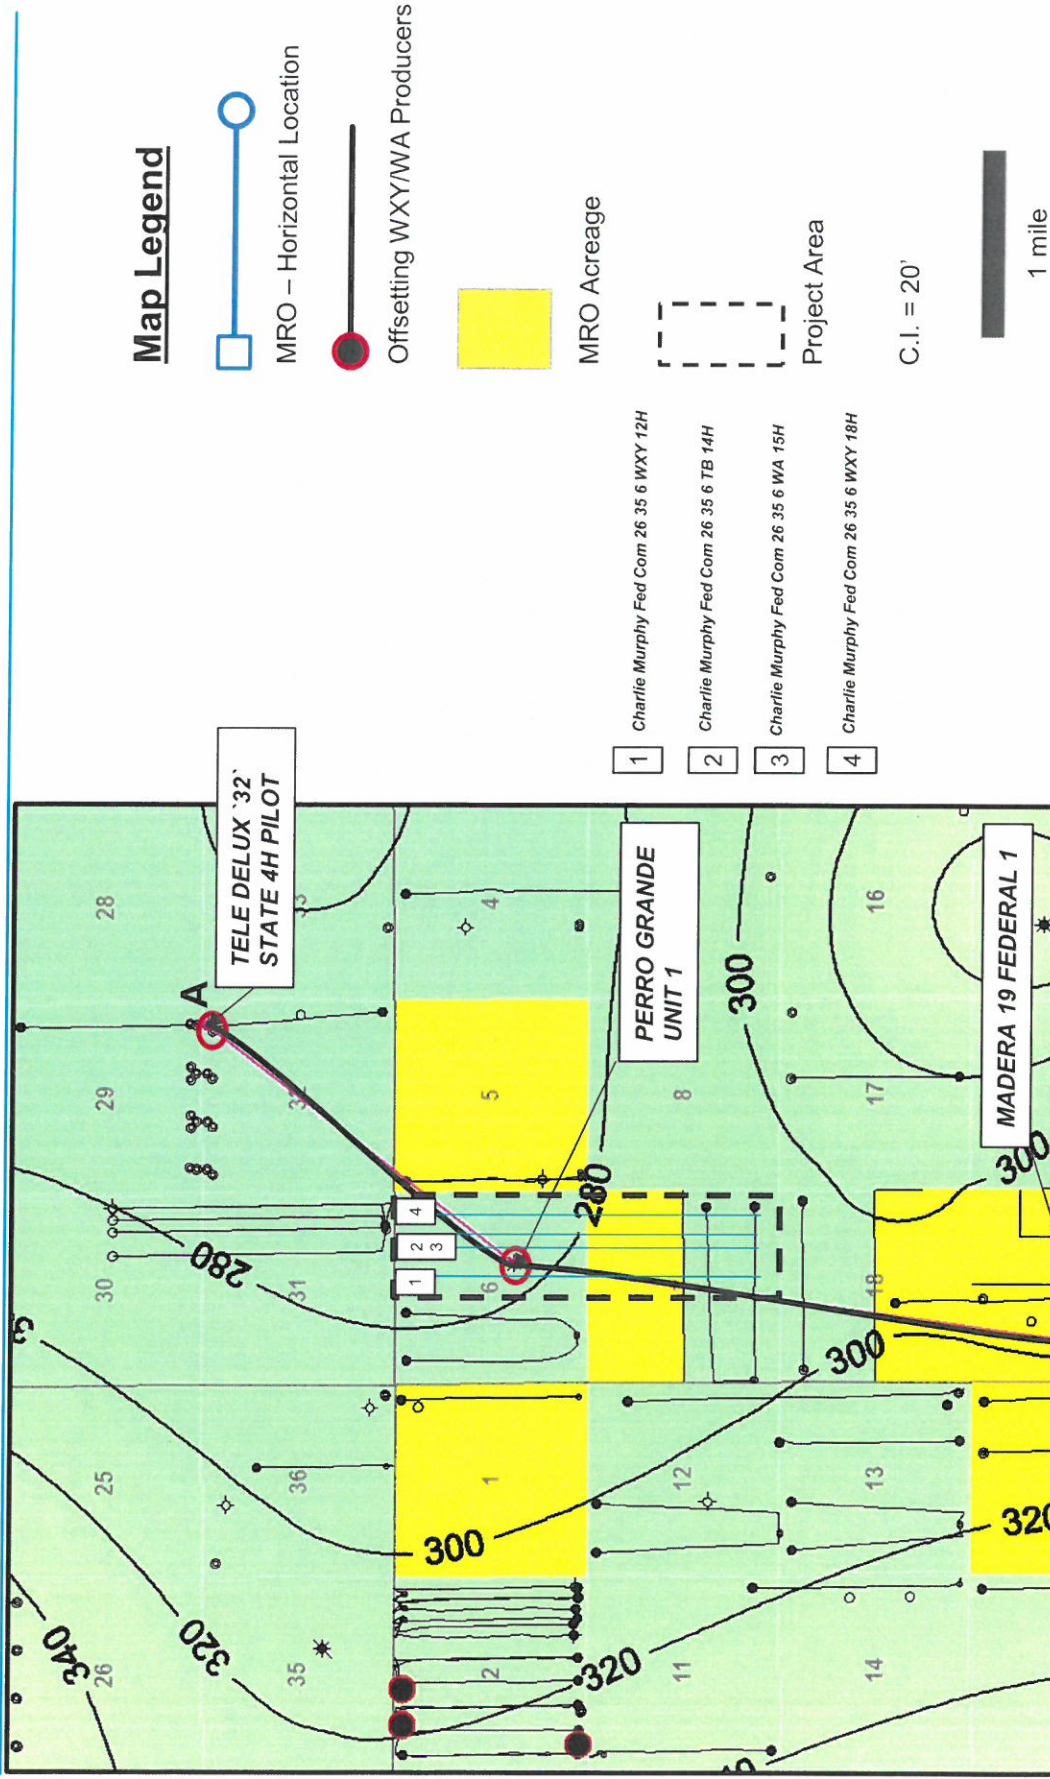 Map Legend
MRO – Horizontal Location
Offsetting WXY/WA Producers
MRO Acreage
Project Area
C.I. = 20'
1 mile
1 Charlie Murphy Fed Com 26 35 6 WXY 12H
2 Charlie Murphy Fed Com 26 35 6 TB 14H
3 Charlie Murphy Fed Com 26 35 6 WA 15H
4 Charlie Murphy Fed Com 26 35 6 WXY 18H
TELE DELUX `32`
STATE 4H PILOT
A
PERRO GRANDE
UNIT 1
MADERA 19 FEDERAL 1
26
25
30
29
28
35
36
31
2
1
6
5
4
11
12
8
14
13
18
17
16
1
2
3
4
340
320
280
300
320
280
300
300
320
300